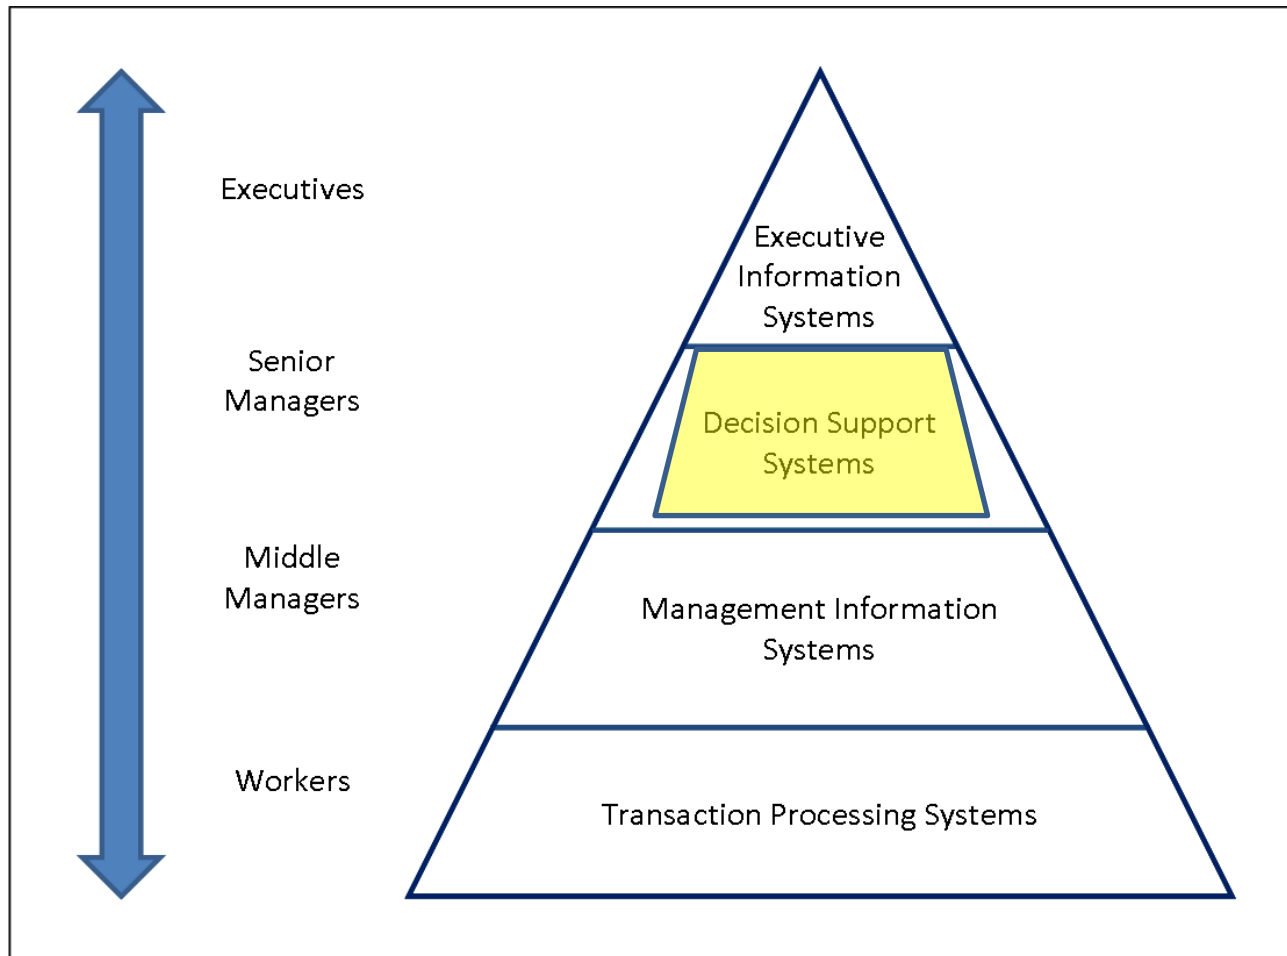 Executives
Executive
Information
Systems
Senior
Managers
Decision Support
Systems
Middle
Managers
Management Information
Systems
Workers
Transaction Processing Systems